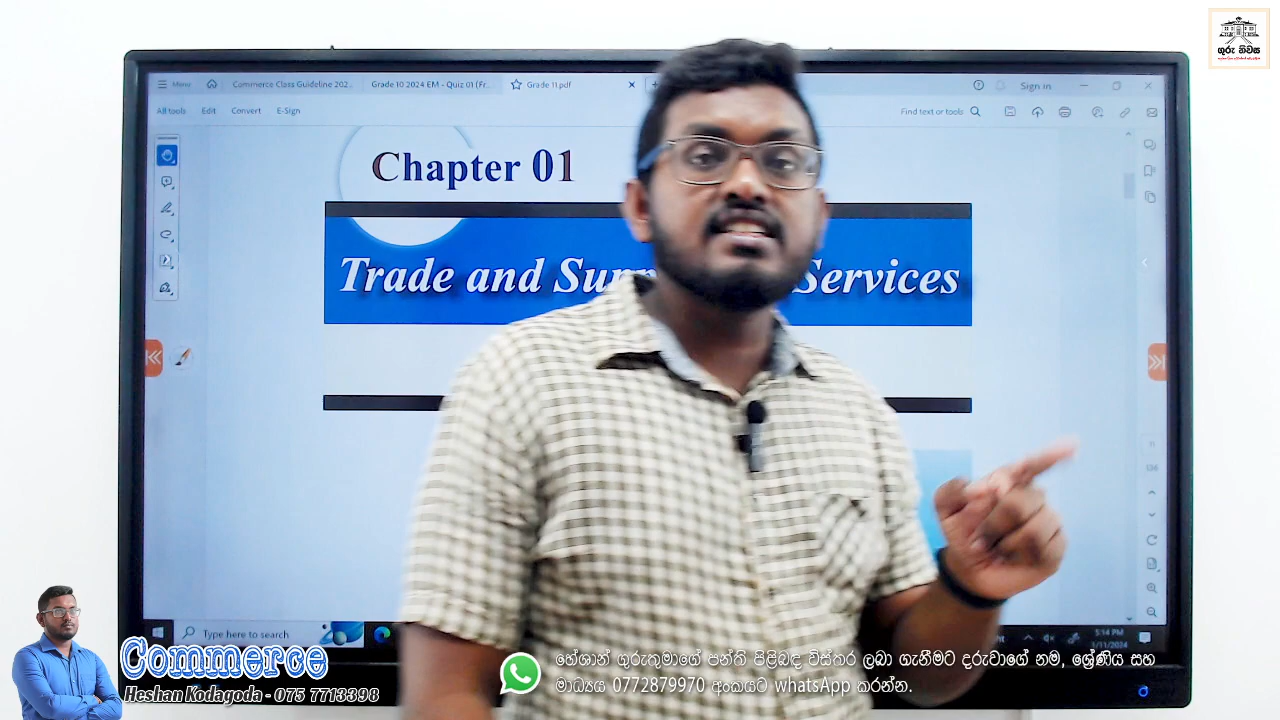 ගුරු නිවස
Menu
Commerce Class Guideline 202...
Grade 10 2024 EM - Quiz 01 (Fr...
Grade 11.pdf
Sign in
All tools
Edit
Convert
E-Sign
Find text or tools
Chapter 01
Trade and Services
11
Type here to search
5:14 PM
Commerce
Heshan Kodagoda - 075 7713398
හේශාන් ගුරුතුමාගේ පන්ති පිළිබඳ විස්තර ලබා ගැනීමට දරුවාගේ නම, ශ්‍රේණිය සහ
මාධ්‍යය 0772879970 අංකයට whatsApp කරන්න.